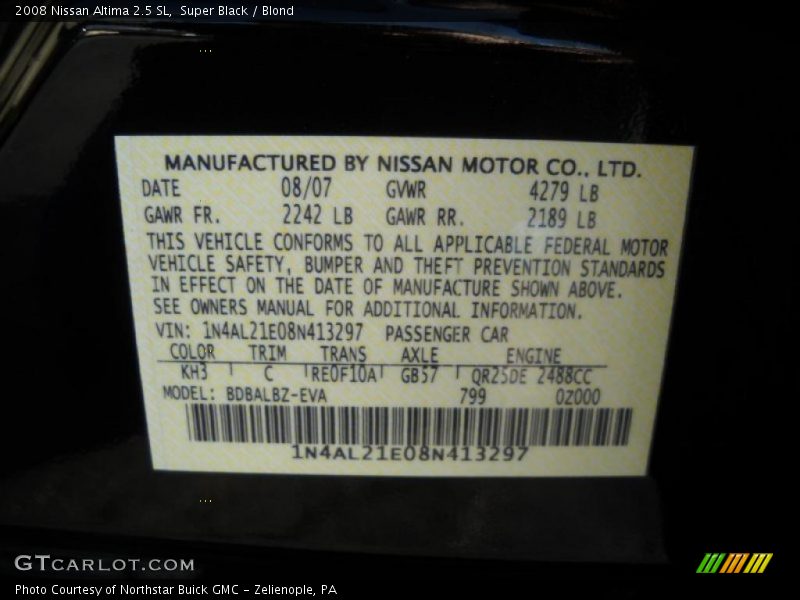 2008 Nissan Altima 2.5 SL, Super Black / Blond
MANUFACTURED BY NISSAN MOTOR CO., LTD.
DATE 08/07 GVWR 4279 LB
GAWR FR. 2242 LB GAWR RR. 2189 LB
THIS VEHICLE CONFORMS TO ALL APPLICABLE FEDERAL MOTOR
VEHICLE SAFETY, BUMPER AND THEFT PREVENTION STANDARDS
IN EFFECT ON THE DATE OF MANUFACTURE SHOWN ABOVE.
SEE OWNERS MANUAL FOR ADDITIONAL INFORMATION.
VIN: 1N4AL21E08N413297 PASSENGER CAR
COLOR TRIM TRANS AXLE ENGINE
KH3 C RE0F10A GB57 QR25DE 2488CC
MODEL: BDBALBZ-EVA 799 0Z000
1N4AL21E08N413297
GTCARLOT.COM
Photo Courtesy of Northstar Buick GMC - Zelienople, PA